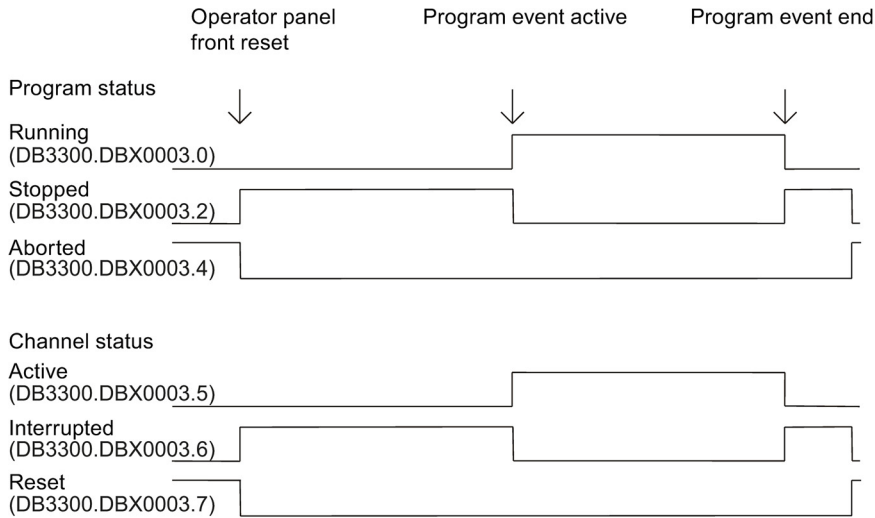 Operator panel
front reset
Program event active
Program event end
Program status
Running
(DB3300.DBX0003.0)
Stopped
(DB3300.DBX0003.2)
Aborted
(DB3300.DBX0003.4)
Channel status
Active
(DB3300.DBX0003.5)
Interrupted
(DB3300.DBX0003.6)
Reset
(DB3300.DBX0003.7)